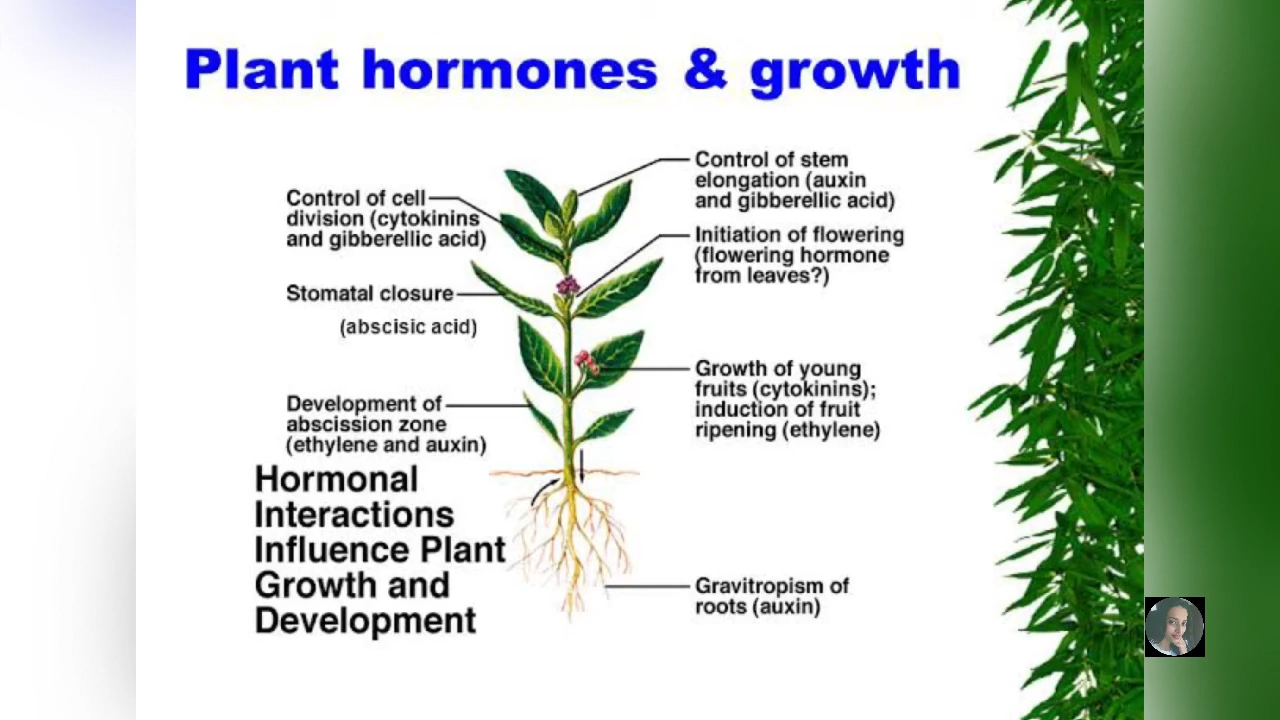 Plant hormones & growth
Control of cell
division (cytokinins
and gibberellic acid)
Stomatal closure
(abscisic acid)
Development of
abscission zone
(ethylene and auxin)
Hormonal
Interactions
Influence Plant
Growth and
Development
Control of stem
elongation (auxin
and gibberellic acid)
Initiation of flowering
(flowering hormone
from leaves?)
Growth of young
fruits (cytokinins);
induction of fruit
ripening (ethylene)
Gravitropism of
roots (auxin)